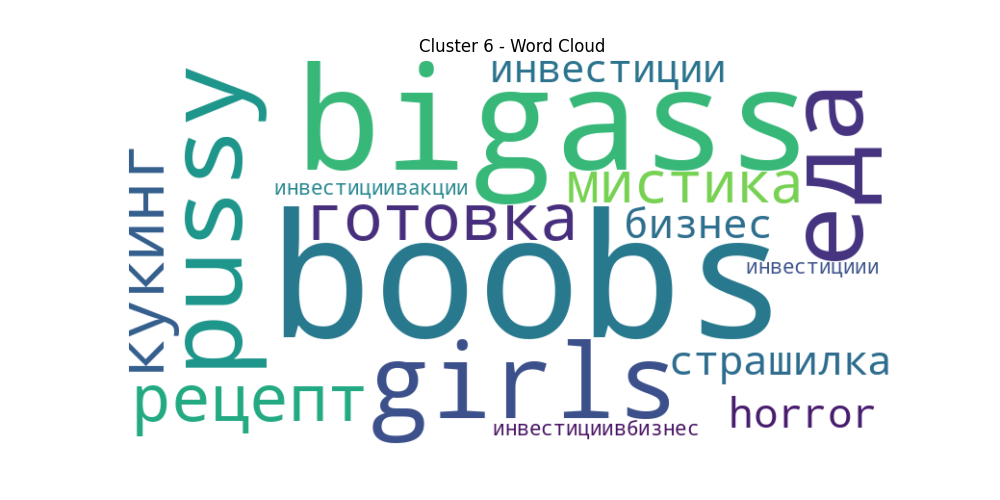 Cluster 6 - Word Cloud
инвестиции
bigass
pussy
еда
кукинг
инвестициивакции
мистика
готовка
бизнес
boobs
инвестициии
girls
страшилка
рецепт
horror
инвестициивбизнес